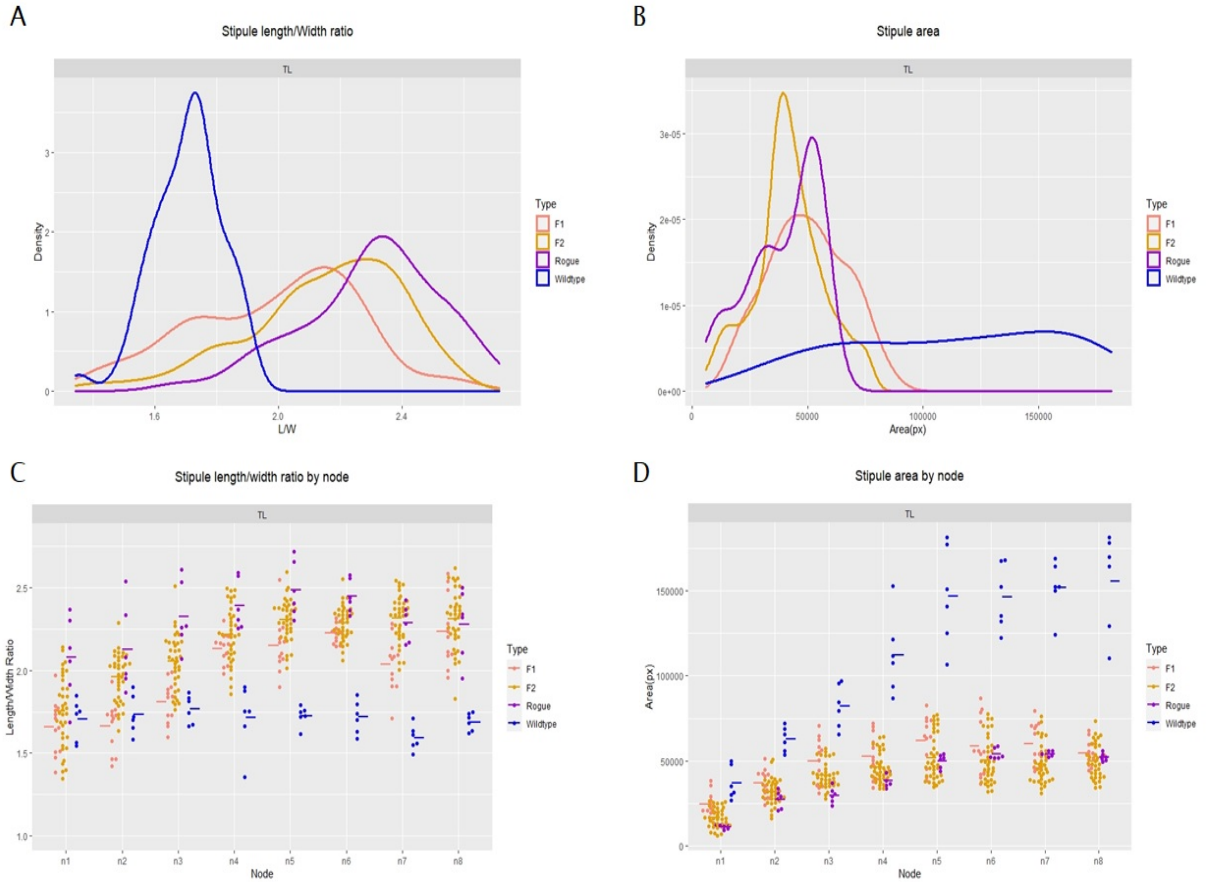 A
Stipule length/Width ratio
TL
Density
3
2
1
0
1.6 2.0 2.4
L/W
Type
F1
F2
Rogue
Wildtype
B
Stipule area
TL
Density
3e-05
2e-05
1e-05
0e+00
0 50000 100000 150000
Area(px)
Type
F1
F2
Rogue
Wildtype
C
Stipule length/width ratio by node
TL
Length/Width Ratio
2.5
2.0
1.5
1.0
n1 n2 n3 n4 n5 n6 n7 n8
Node
Type
F1
F2
Rogue
Wildtype
D
Stipule area by node
TL
Area(px)
150000
100000
50000
0
n1 n2 n3 n4 n5 n6 n7 n8
Node
Type
F1
F2
Rogue
Wildtype